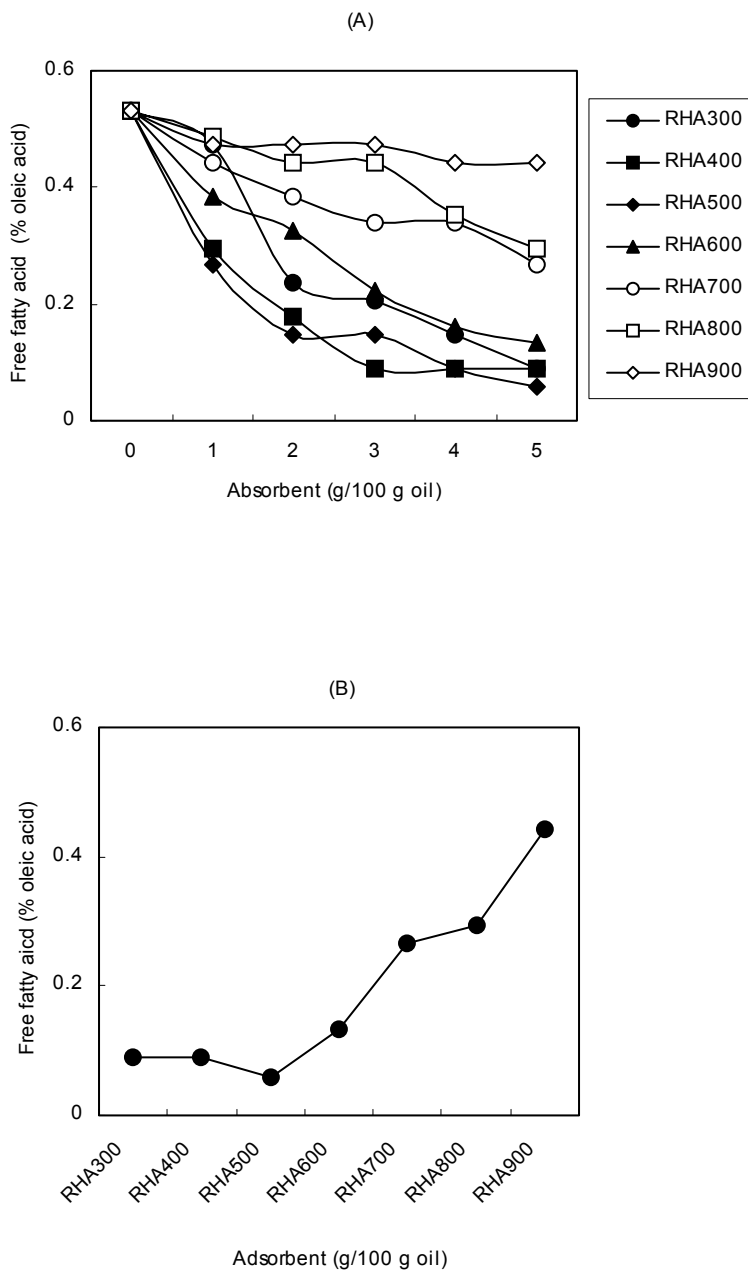 (A)
Free fatty acid (% oleic acid)
0.6
0.4
0.2
0
0 1 2 3 4 5
Absorbent (g/100 g oil)
RHA300
RHA400
RHA500
RHA600
RHA700
RHA800
RHA900
(B)
Free fatty aicd (% oleic acid)
0.6
0.4
0.2
0
RHA300
RHA400
RHA500
RHA600
RHA700
RHA800
RHA900
Adsorbent (g/100 g oil)